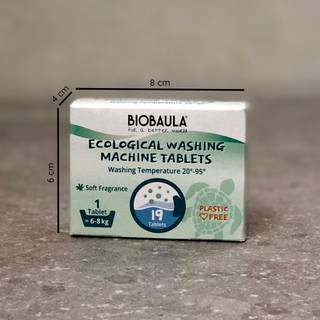 8 cm
4 cm
6 cm
BIOBAULA
for a better world
ECOLOGICAL WASHING
MACHINE TABLETS
Washing Temperature 20°-95°
Soft Fragrance
1
Tablet
= 6-8 kg
19
Tablets
PLASTIC
FREE